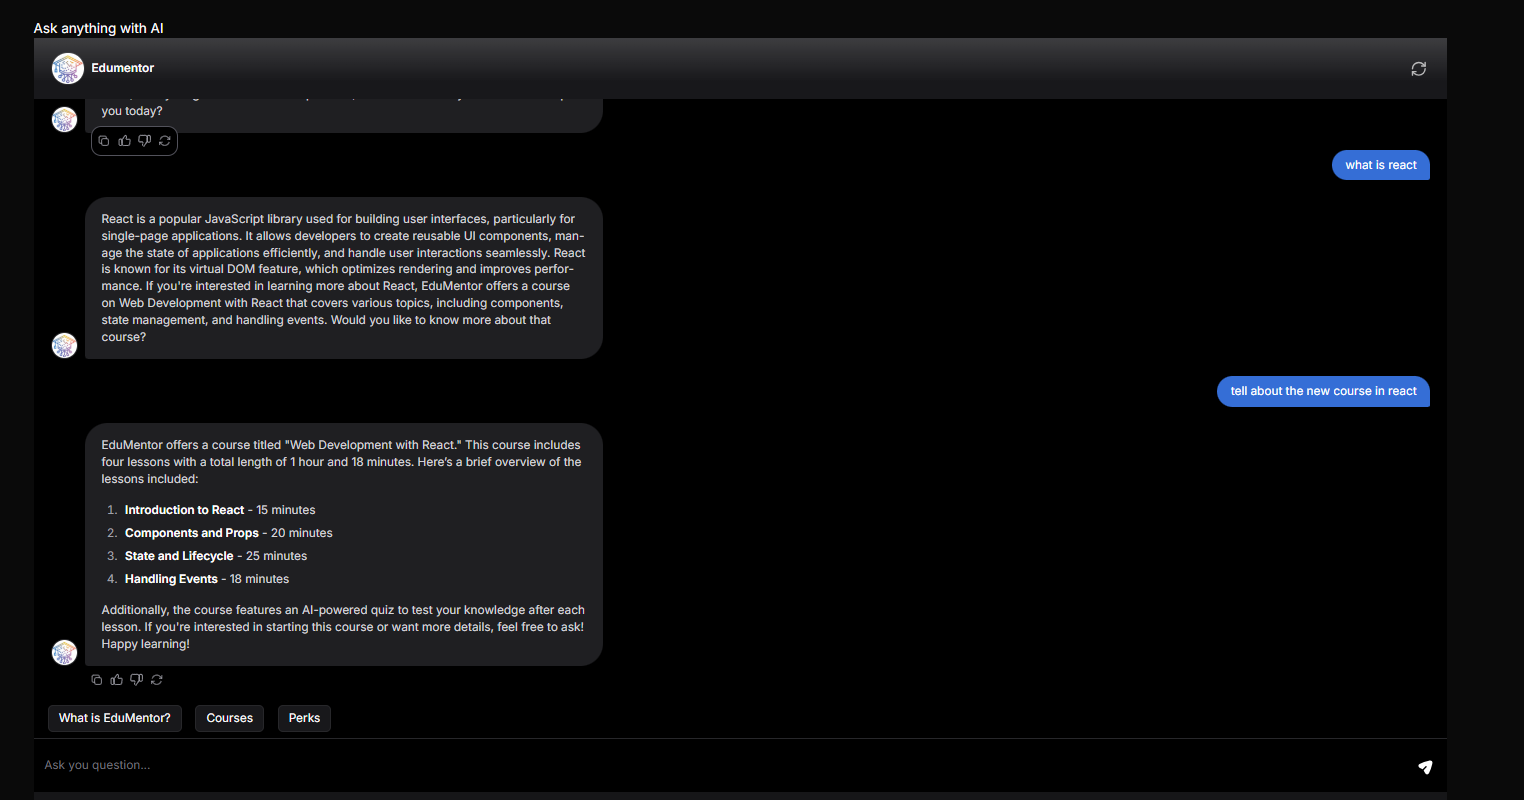 Ask anything with AI
Edumentor
you today?
what is react
React is a popular JavaScript library used for building user interfaces, particularly for
single-page applications. It allows developers to create reusable UI components, man-
age the state of applications efficiently, and handle user interactions seamlessly. React
is known for its virtual DOM feature, which optimizes rendering and improves perfor-
mance. If you're interested in learning more about React, EduMentor offers a course
on Web Development with React that covers various topics, including components,
state management, and handling events. Would you like to know more about that
course?
tell about the new course in react
EduMentor offers a course titled "Web Development with React." This course includes
four lessons with a total length of 1 hour and 18 minutes. Here's a brief overview of the
lessons included:
1. Introduction to React - 15 minutes
2. Components and Props - 20 minutes
3. State and Lifecycle - 25 minutes
4. Handling Events - 18 minutes
Additionally, the course features an AI-powered quiz to test your knowledge after each
lesson. If you're interested in starting this course or want more details, feel free to ask!
Happy learning!
What is EduMentor? Courses Perks
Ask you question...